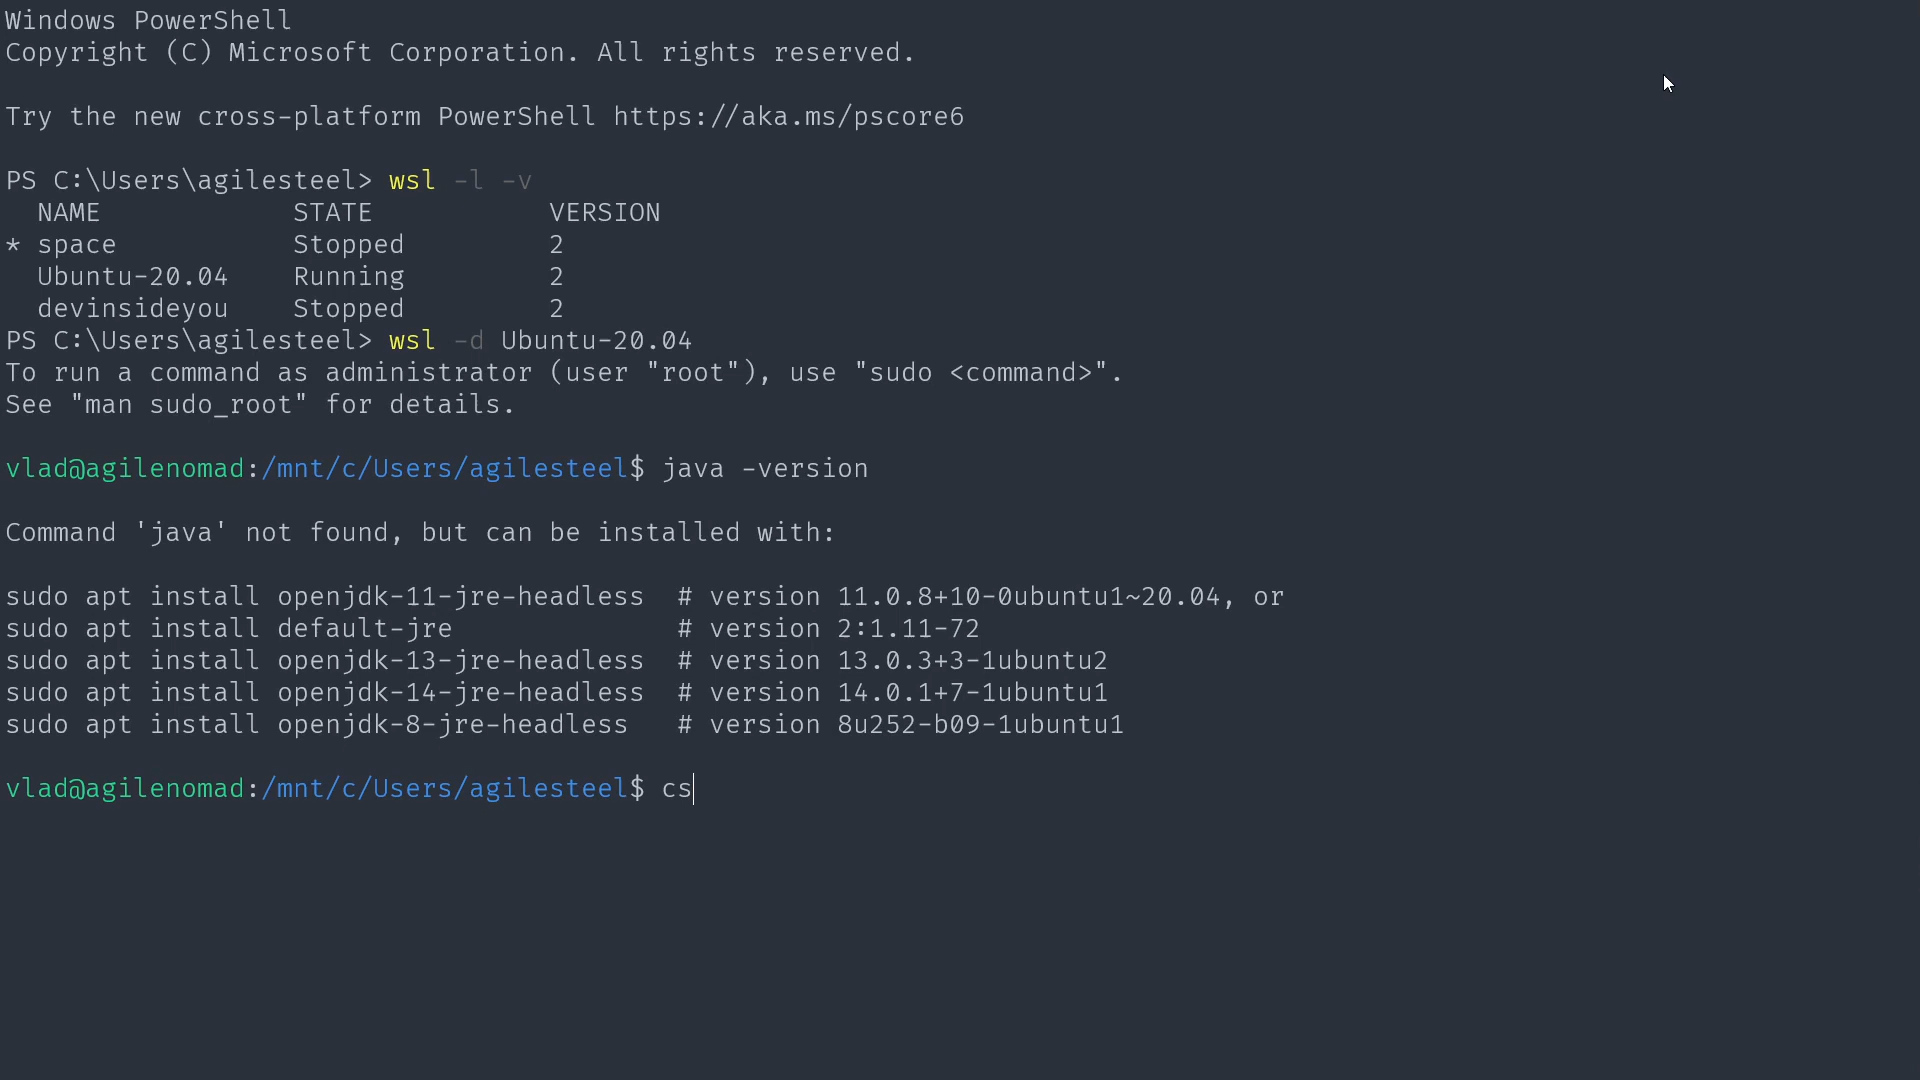 Windows PowerShell
Copyright (C) Microsoft Corporation. All rights reserved.
Try the new cross-platform PowerShell https://aka.ms/pscore6
PS C:\Users\agilesteel> wsl -l -v
  NAME            STATE           VERSION
* space           Stopped         2
  Ubuntu-20.04    Running         2
  devinsideyou    Stopped         2
PS C:\Users\agilesteel> wsl -d Ubuntu-20.04
To run a command as administrator (user "root"), use "sudo <command>".
See "man sudo_root" for details.
vlad@agilenomad:/mnt/c/Users/agilesteel$ java -version
Command 'java' not found, but can be installed with:
sudo apt install openjdk-11-jre-headless  # version 11.0.8+10-0ubuntu1~20.04, or
sudo apt install default-jre              # version 2:1.11-72
sudo apt install openjdk-13-jre-headless  # version 13.0.3+3-1ubuntu2
sudo apt install openjdk-14-jre-headless  # version 14.0.1+7-1ubuntu1
sudo apt install openjdk-8-jre-headless   # version 8u252-b09-1ubuntu1
vlad@agilenomad:/mnt/c/Users/agilesteel$ cs